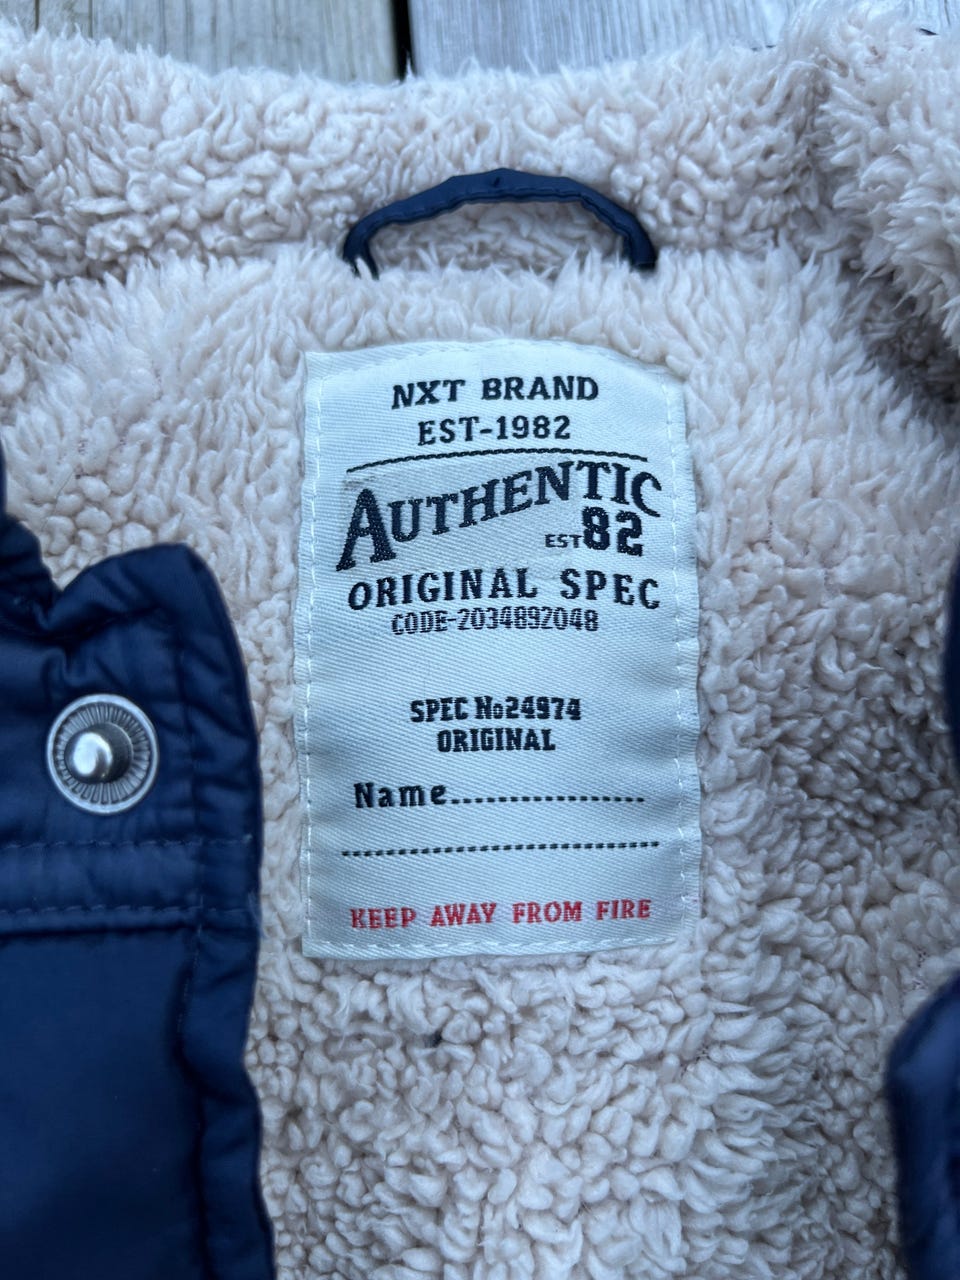 NXT BRAND
EST-1982
AUTHENTIC
EST 82
ORIGINAL SPEC
CODE-2034892048
SPEC No24974
ORIGINAL
Name..................
.................................
KEEP AWAY FROM FIRE